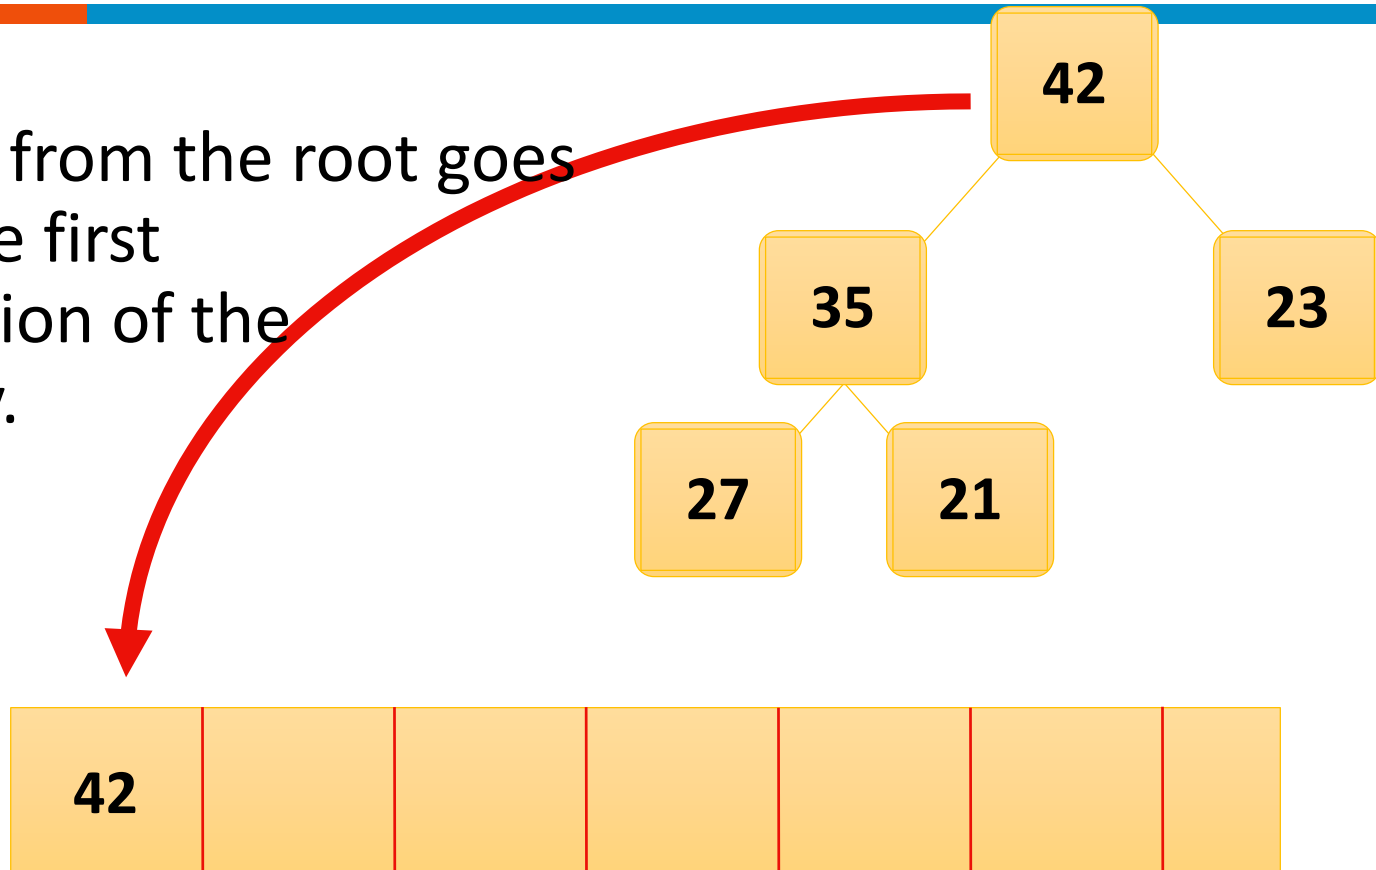 42
from the root goes
e first
ion of the
.
35
23
27
21
42